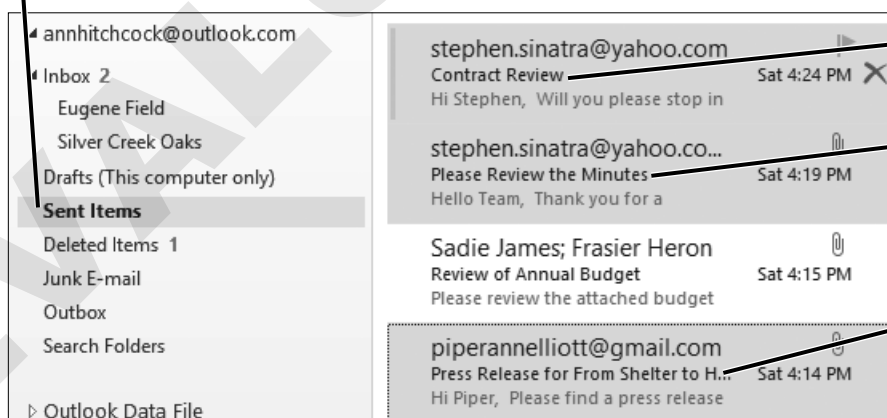 annhitchcock@outlook.com
Inbox 2
Eugene Field
Silver Creek Oaks
Drafts (This computer only)
Sent Items
Deleted Items 1
Junk E-mail
Outbox
Search Folders
Outlook Data File
stephen.sinatra@yahoo.com
Contract Review Sat 4:24 PM
Hi Stephen, Will you please stop in
stephen.sinatra@yahoo.co...
Please Review the Minutes Sat 4:19 PM
Hello Team, Thank you for a
Sadie James; Frasier Heron
Review of Annual Budget Sat 4:15 PM
Please review the attached budget
piperannelliott@gmail.com
Press Release for From Shelter to H... Sat 4:14 PM
Hi Piper, Please find a press release